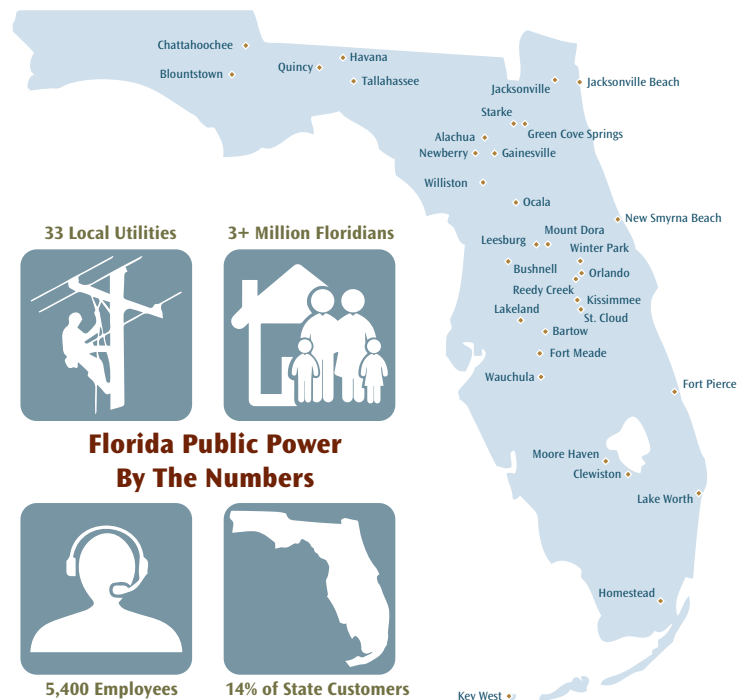 Chattahoochee
Havana
Quincy
Blountstown
Tallahassee
Jacksonville
Jacksonville Beach
Starke
Green Cove Springs
Alachua
Newberry
Gainesville
Williston
Ocala
New Smyrna Beach
Mount Dora
Leesburg
Winter Park
Bushnell
Orlando
Reedy Creek
Kissimmee
Lakeland
St. Cloud
Bartow
Fort Meade
Wauchula
Fort Pierce
Moore Haven
Clewiston
Lake Worth
Homestead
Key West
33 Local Utilities
3+ Million Floridians
Florida Public Power
By The Numbers
5,400 Employees
14% of State Customers